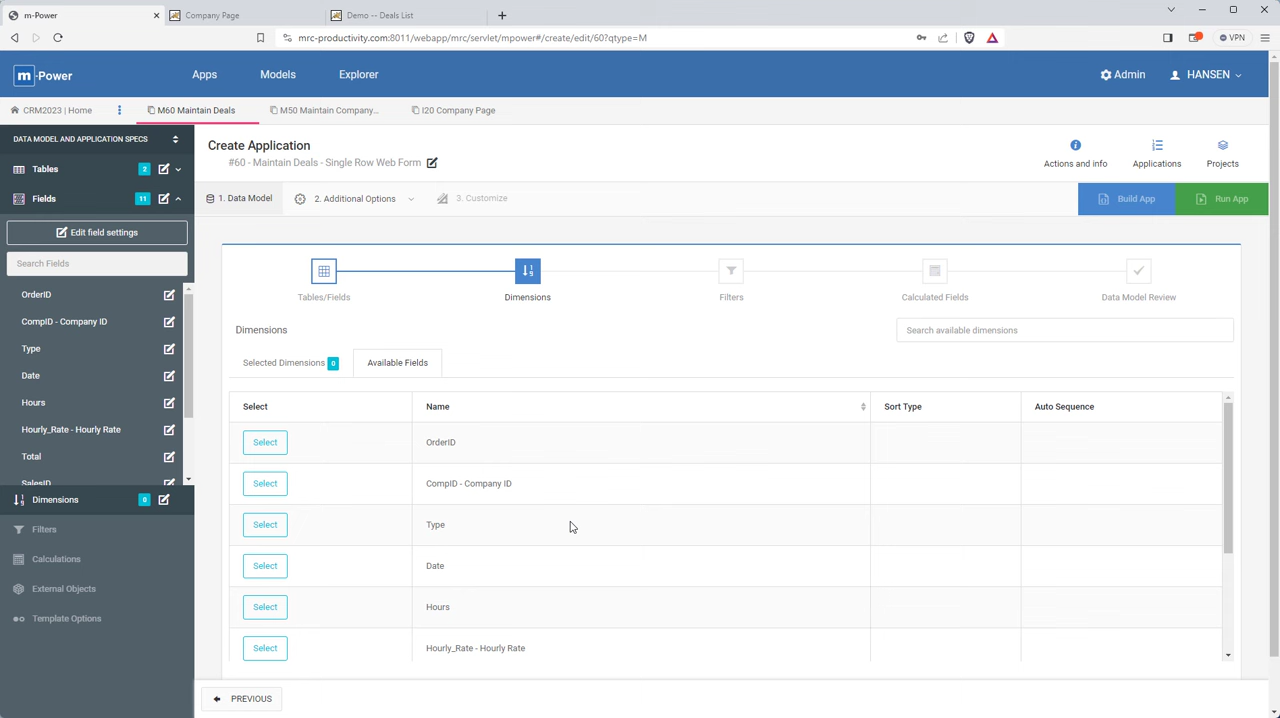 m-Power
Company Page
Demo -- Deals List
mrc-productivity.com:8011/webapp/mrc/servlet/mpower#/create/edit/60?qtype=M
VPN
m -Power
Apps
Models
Explorer
Admin
HANSEN
CRM2023 | Home
M60 Maintain Deals
M50 Maintain Company...
I20 Company Page
DATA MODEL AND APPLICATION SPECS
Tables
2
Fields
11
Edit field settings
Search Fields
OrderID
CompID - Company ID
Type
Date
Hours
Hourly_Rate - Hourly Rate
Total
SalesID
Dimensions
0
Filters
Calculations
External Objects
Template Options
Create Application
#60 - Maintain Deals - Single Row Web Form
Actions and info
Applications
Projects
1. Data Model
2. Additional Options
3. Customize
Build App
Run App
Tables/Fields
Dimensions
Filters
Calculated Fields
Data Model Review
Dimensions
Search available dimensions
Selected Dimensions 0
Available Fields
Select
Name
Sort Type
Auto Sequence
Select
OrderID
Select
CompID - Company ID
Select
Type
Select
Date
Select
Hours
Select
Hourly_Rate - Hourly Rate
PREVIOUS